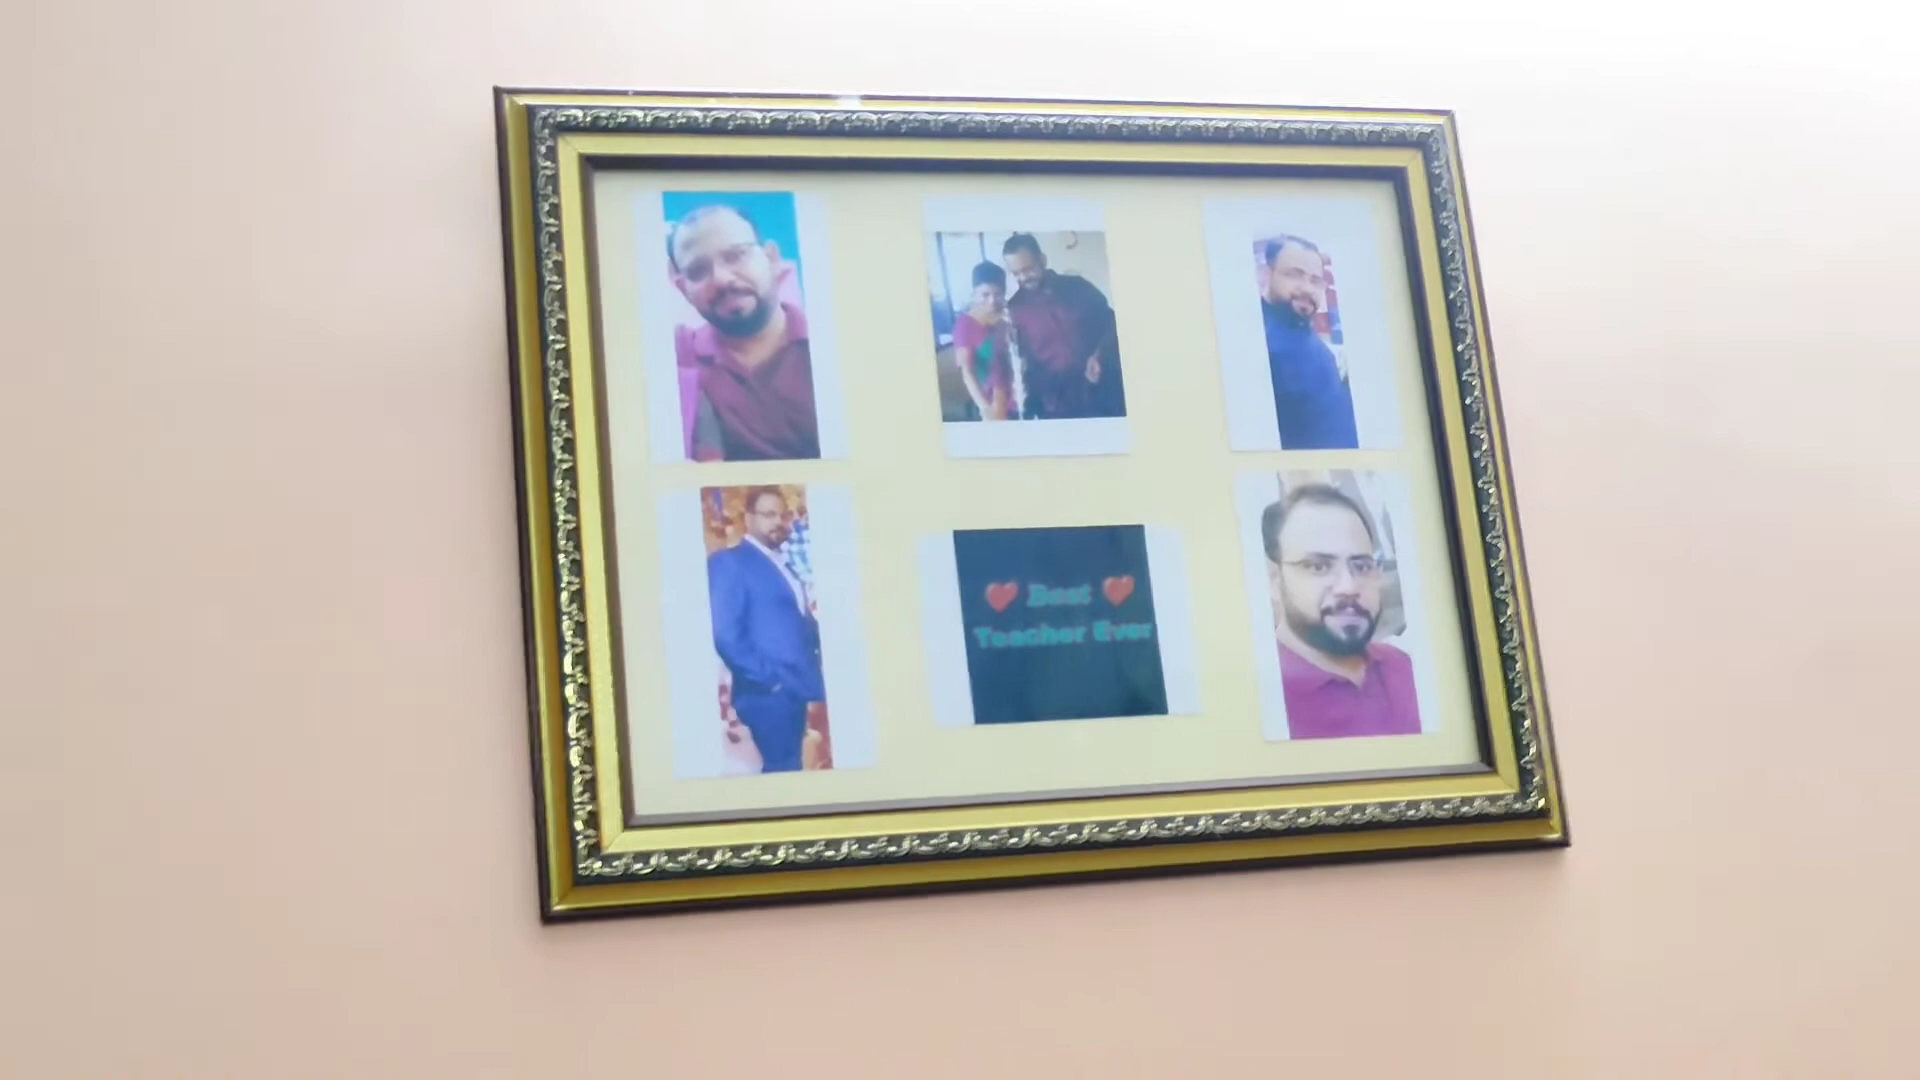 ❤️ Best ❤️
Teacher Ever